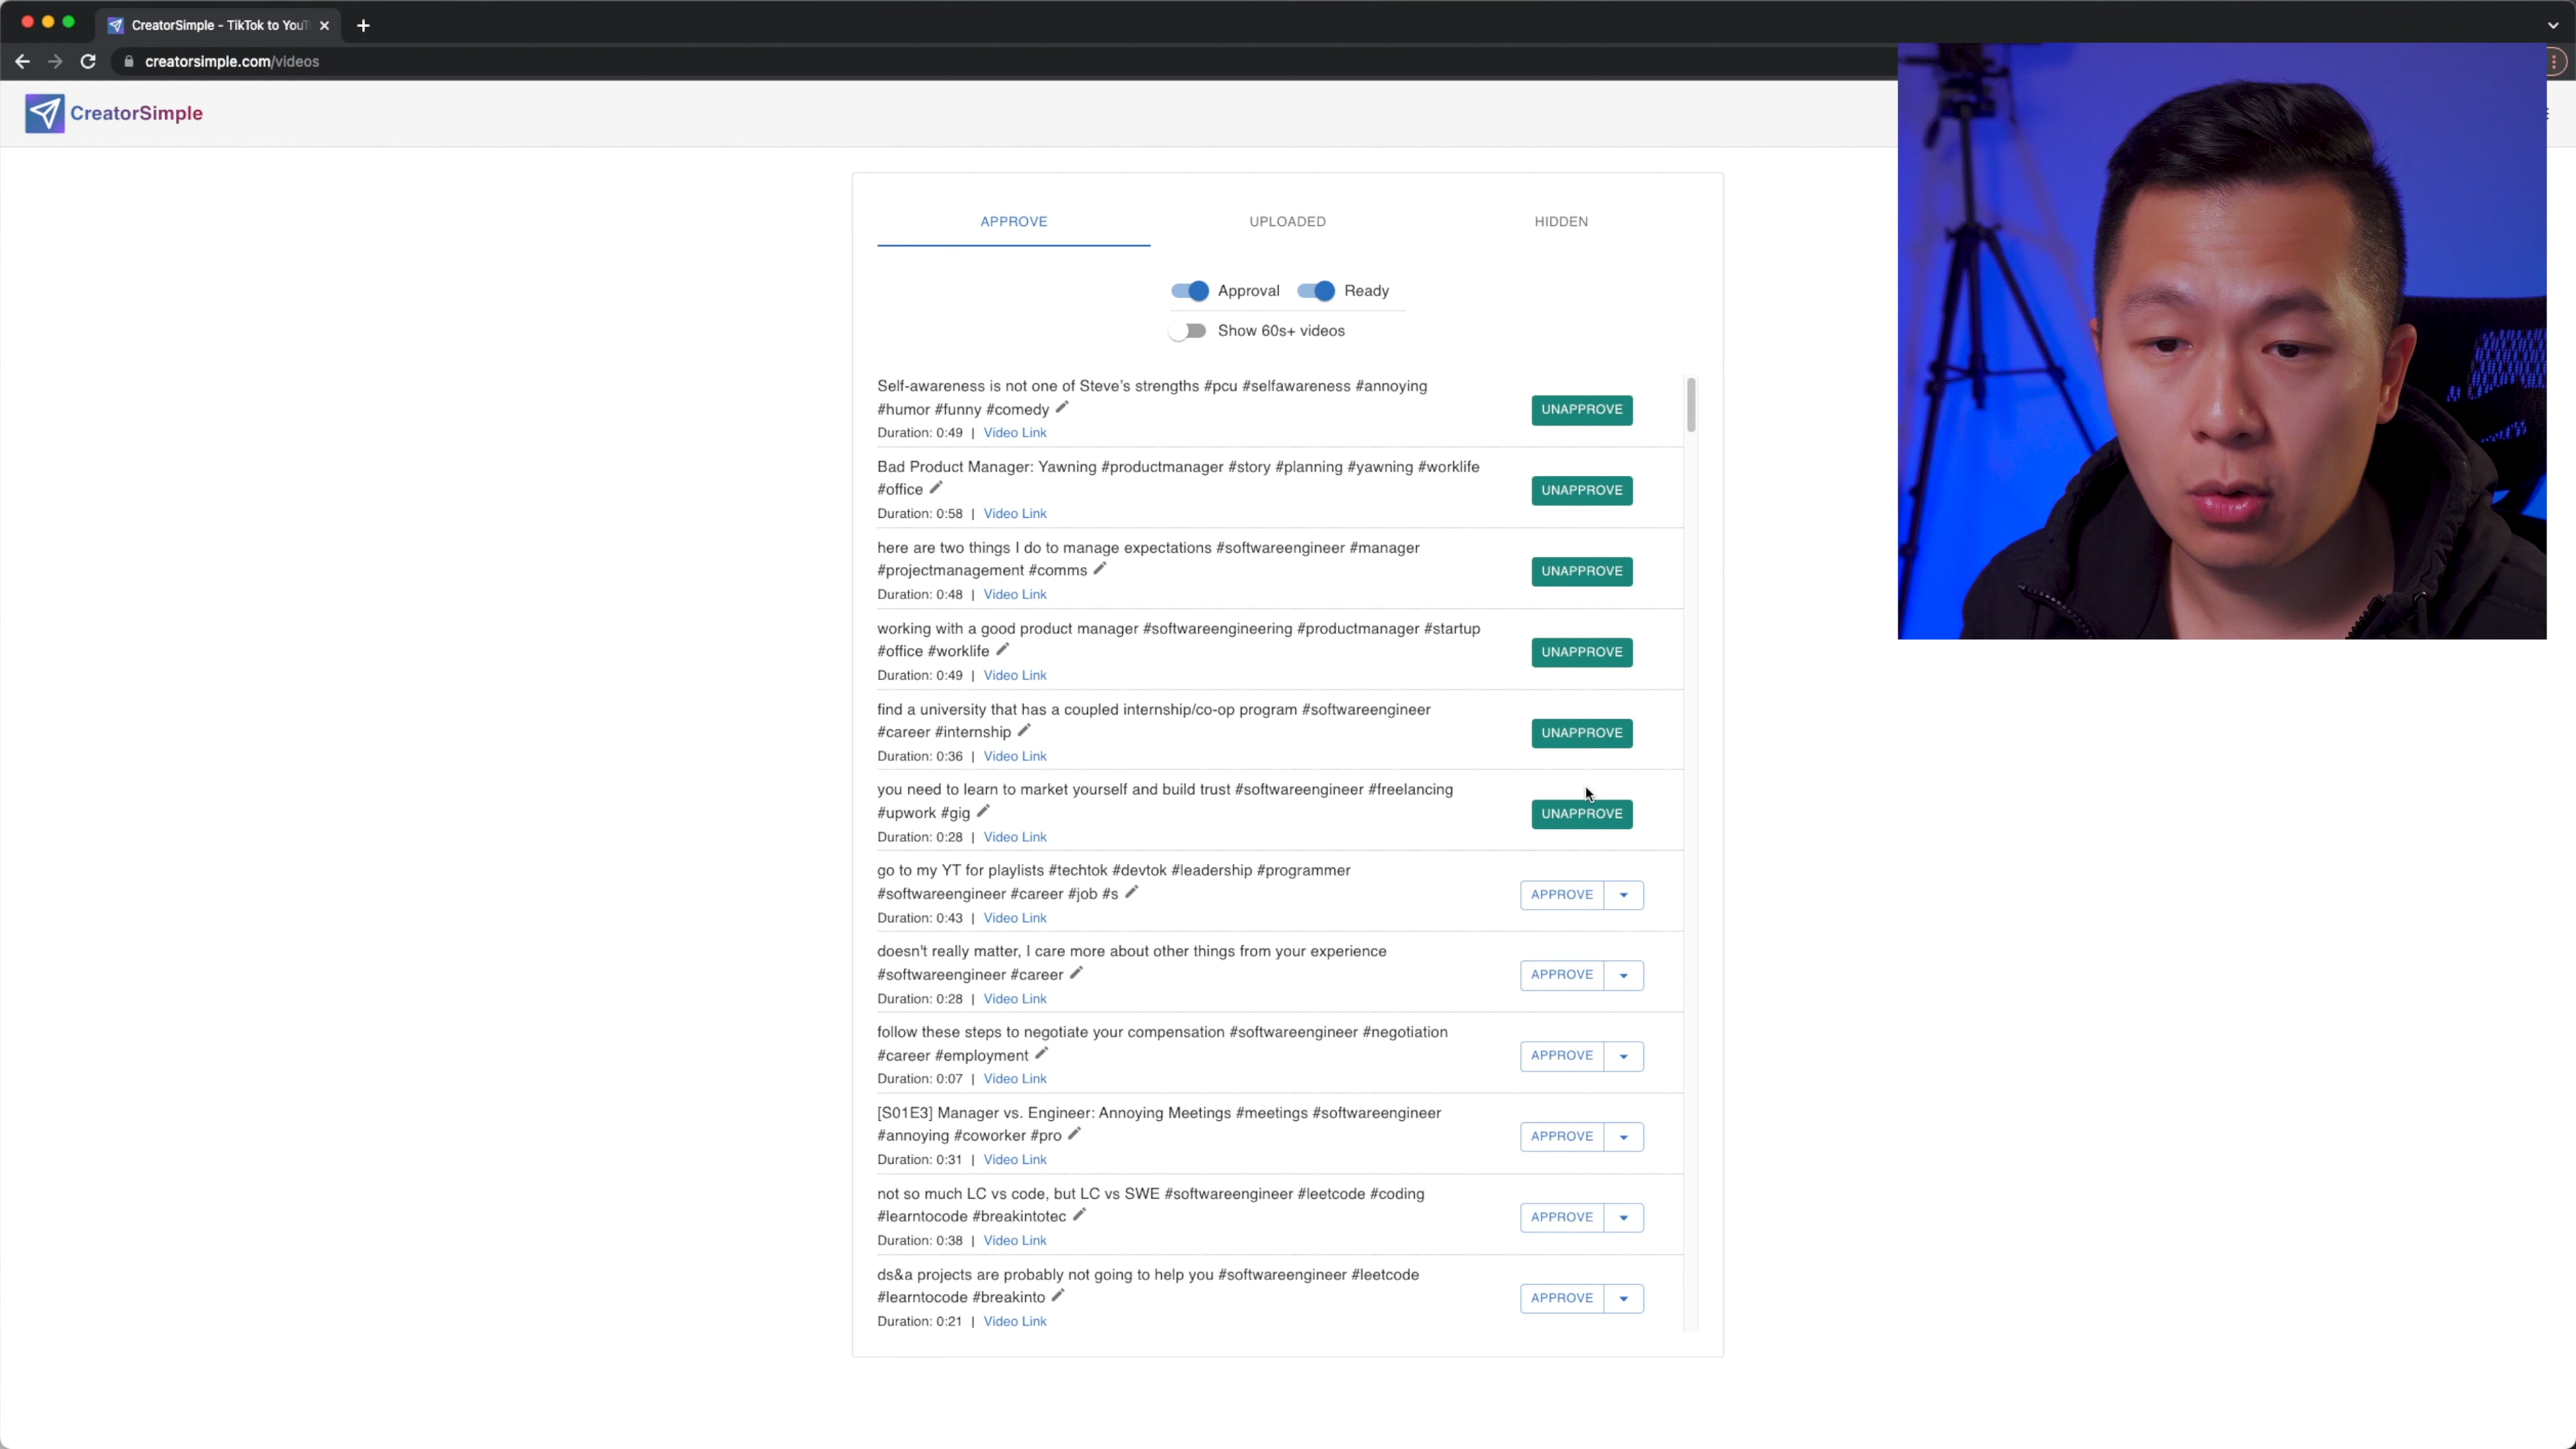 CreatorSimple - TikTok to YouT
creatorsimple.com/videos
CreatorSimple
APPROVE
UPLOADED
HIDDEN
Approval
Ready
Show 60s+ videos
Self-awareness is not one of Steve's strengths #pcu #selfawareness #annoying
#humor #funny #comedy
Duration: 0:49 | Video Link
UNAPPROVE
Bad Product Manager: Yawning #productmanager #story #planning #yawning #worklife
#office
Duration: 0:58 | Video Link
UNAPPROVE
here are two things I do to manage expectations #softwareengineer #manager
#projectmanagement #comms
Duration: 0:48 | Video Link
UNAPPROVE
working with a good product manager #softwareengineering #productmanager #startup
#office #worklife
Duration: 0:49 | Video Link
UNAPPROVE
find a university that has a coupled internship/co-op program #softwareengineer
#career #internship
Duration: 0:36 | Video Link
UNAPPROVE
you need to learn to market yourself and build trust #softwareengineer #freelancing
#upwork #gig
Duration: 0:28 | Video Link
UNAPPROVE
go to my YT for playlists #techtok #devtok #leadership #programmer
#softwareengineer #career #job #s
Duration: 0:43 | Video Link
APPROVE
doesn't really matter, I care more about other things from your experience
#softwareengineer #career
Duration: 0:28 | Video Link
APPROVE
follow these steps to negotiate your compensation #softwareengineer #negotiation
#career #employment
Duration: 0:07 | Video Link
APPROVE
[S01E3] Manager vs. Engineer: Annoying Meetings #meetings #softwareengineer
#annoying #coworker #pro
Duration: 0:31 | Video Link
APPROVE
not so much LC vs code, but LC vs SWE #softwareengineer #leetcode #coding
#learntocode #breakintotec
Duration: 0:38 | Video Link
APPROVE
ds&a projects are probably not going to help you #softwareengineer #leetcode
#learntocode #breakinto
Duration: 0:21 | Video Link
APPROVE